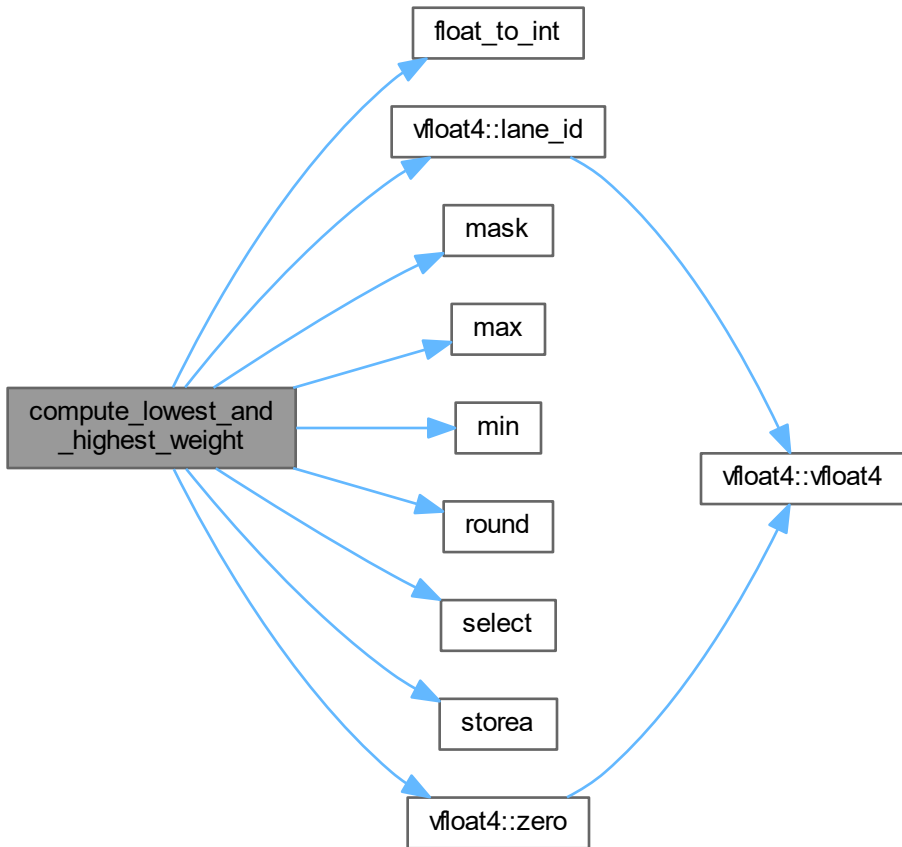 float_to_int
vfloat4::lane_id
mask
max
compute_lowest_and
_highest_weight
min
vfloat4::vfloat4
round
select
storea
vfloat4::zero